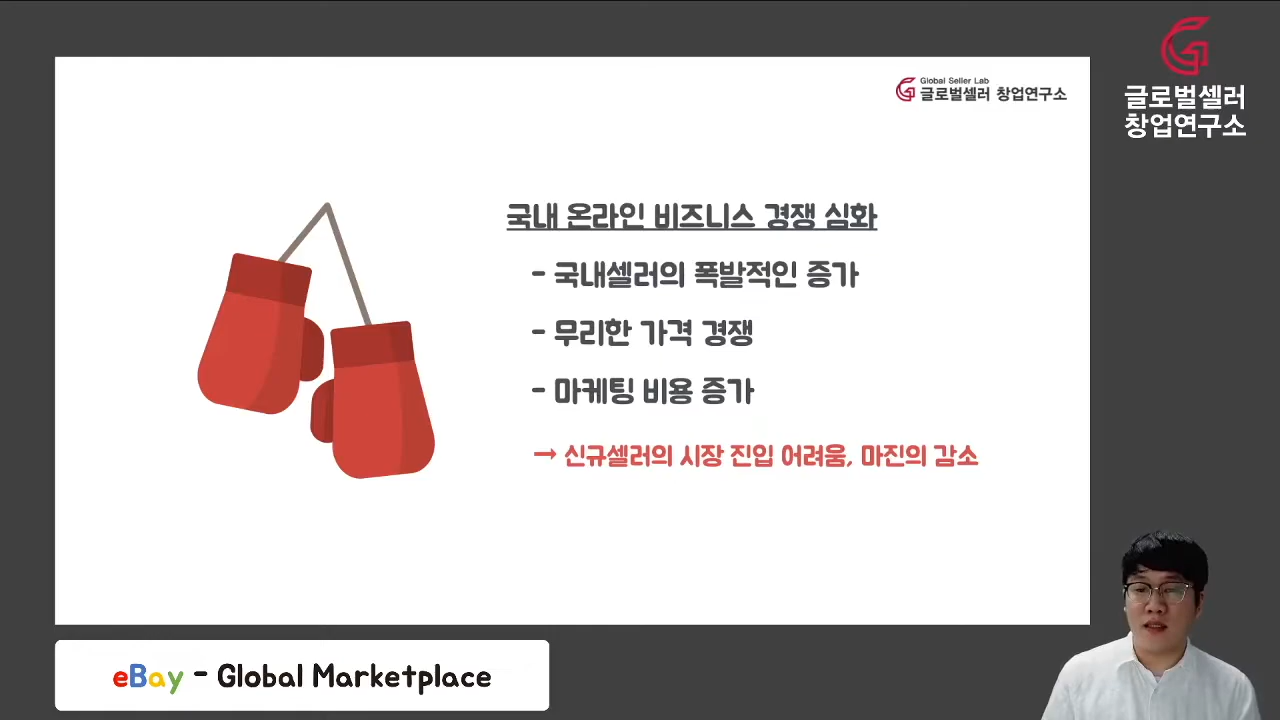 Global Seller Lab
글로벌셀러 창업연구소
글로벌셀러
창업연구소
국내 온라인 비즈니스 경쟁 심화
- 국내셀러의 폭발적인 증가
- 무리한 가격 경쟁
- 마케팅 비용 증가
→ 신규셀러의 시장 진입 어려움, 마진의 감소
eBay - Global Marketplace